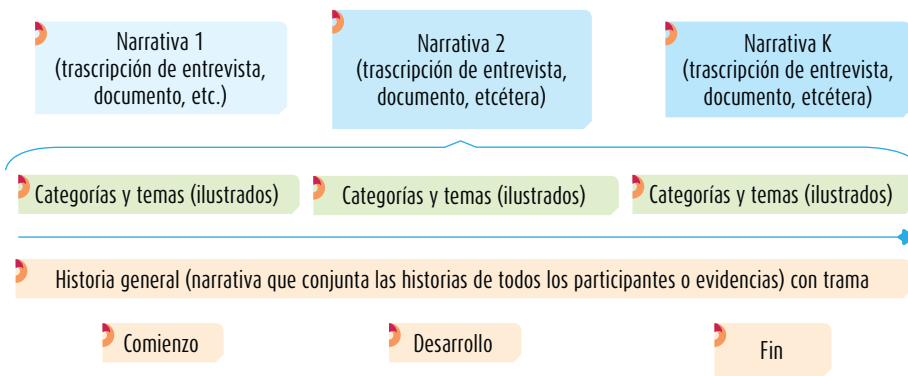 Narrativa 1
(trascripción de entrevista,
documento, etc.)
Narrativa 2
(trascripción de entrevista,
documento, etcétera)
Narrativa K
(trascripción de entrevista,
documento, etcétera)
Categorías y temas (ilustrados)
Categorías y temas (ilustrados)
Categorías y temas (ilustrados)
Historia general (narrativa que conjunta las historias de todos los participantes o evidencias) con trama
Comienzo
Desarrollo
Fin